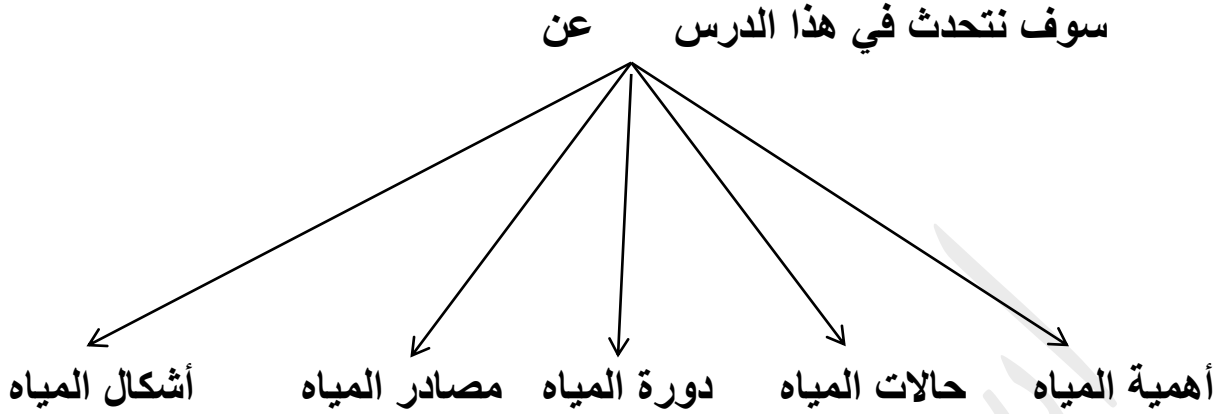 سوف نتحدث في هذا الدرس عن
أهمية المياه حالات المياه دورة المياه مصادر المياه أشكال المياه